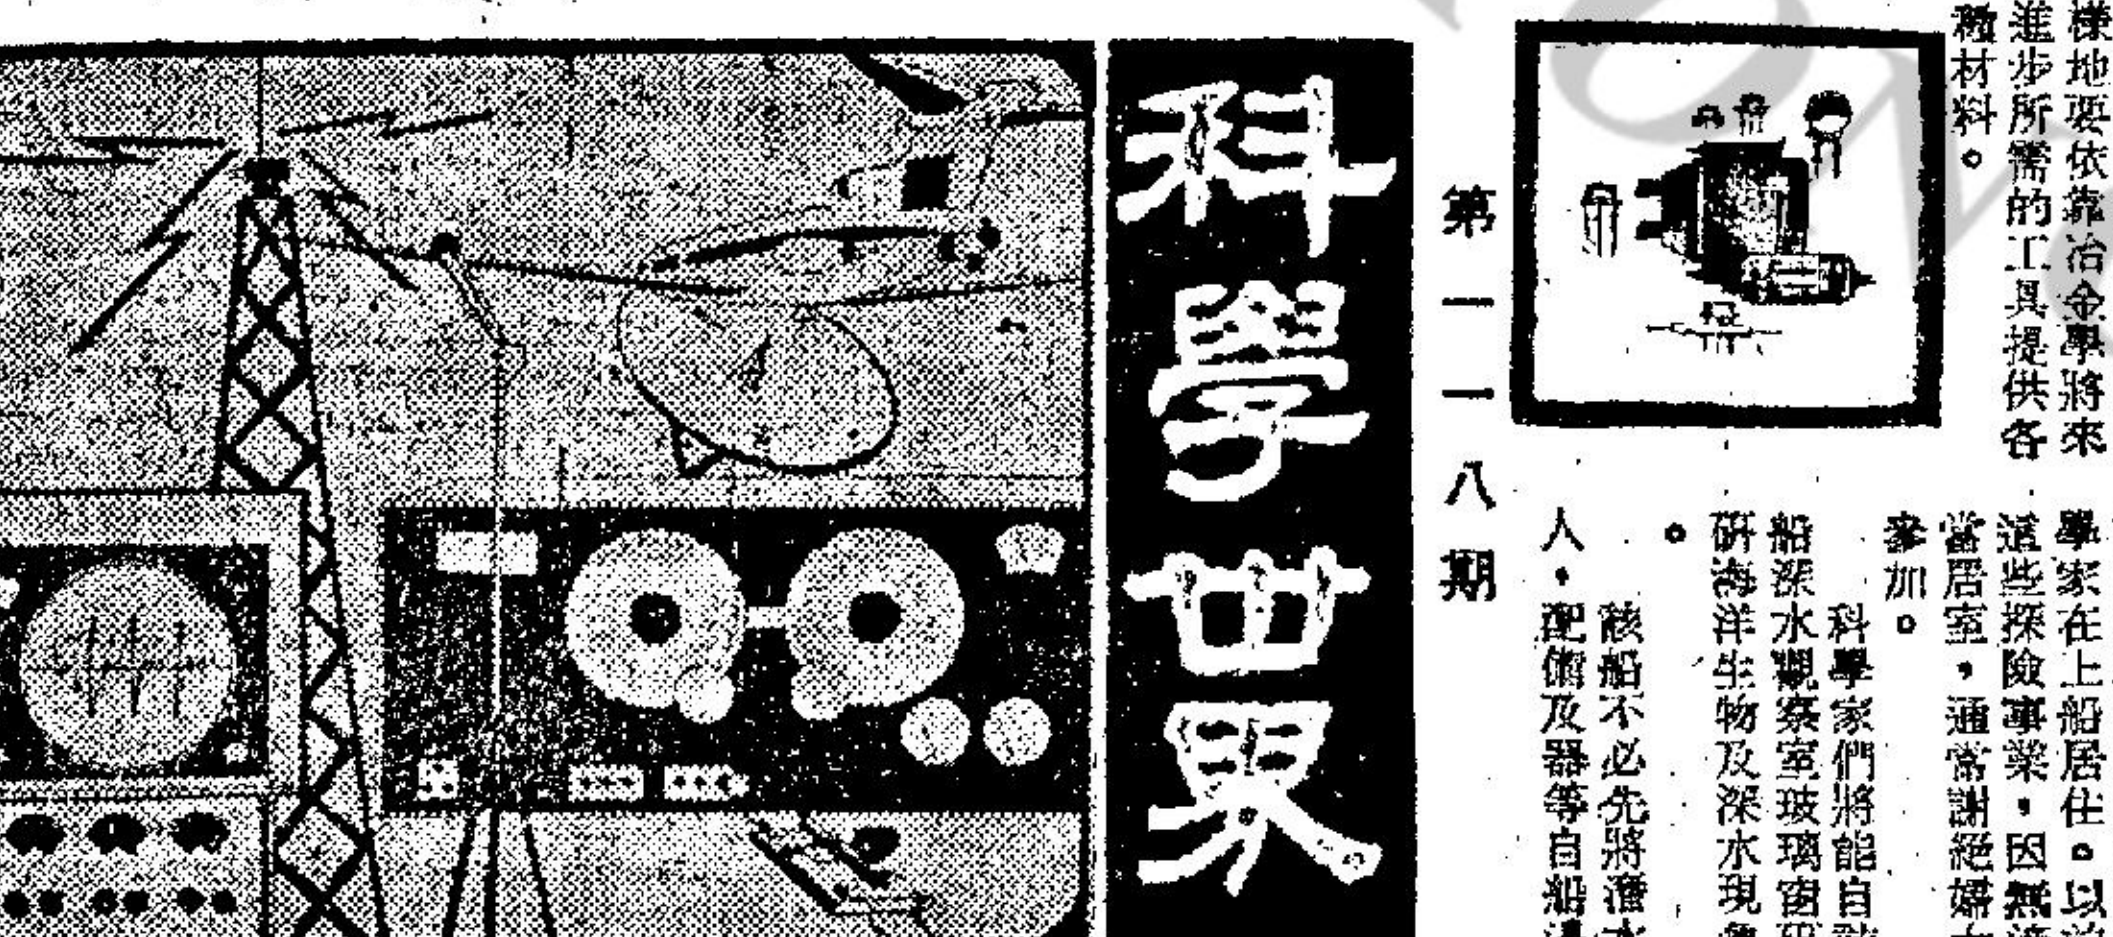 樣地要依靠冶金學將來
進步所需的工具提供各
種材料。
學家在上船居住。以
這些探險事業，因無
當居室，通常謝絕婦
參加。
科學家們將能自
船深水觀察室玻璃窗
研海洋生物及深水現
。
該船不必先將潛水
人，配備及器等自船
第一一八期
科學世界